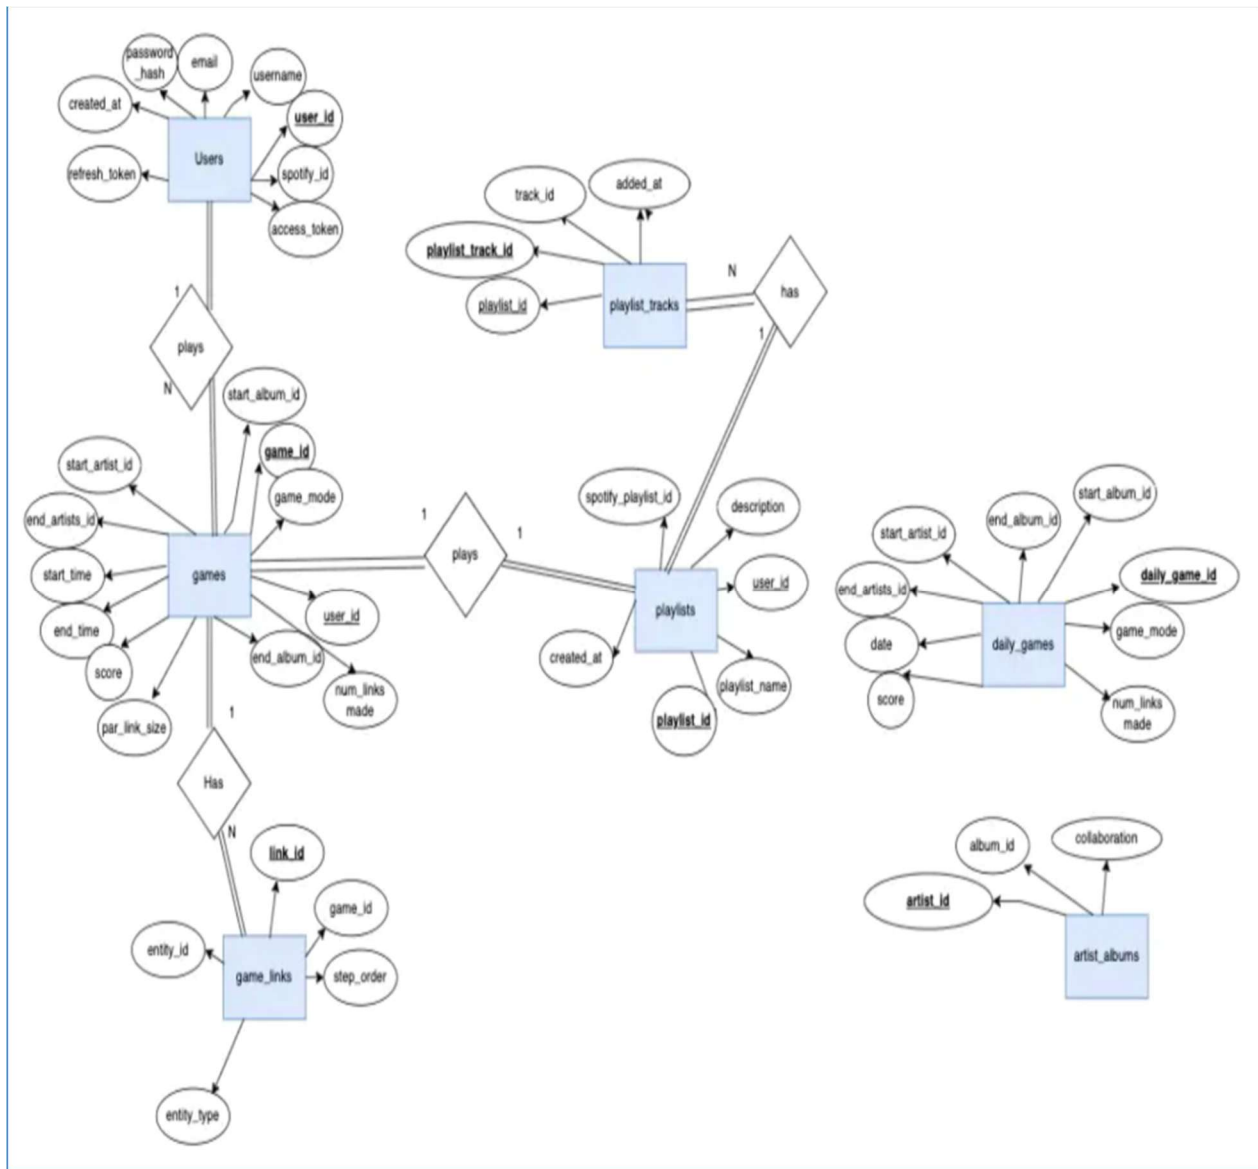 password
_hash
email
username
created_at
user_id
Users
refresh_token
spotify_id
access_token
1
plays
N
track_id
added_at
playlist_track_id
playlist_id
playlist_tracks
N
has
1
start_album_id
start_artist_id
game_id
game_mode
end_artists_id
start_time
games
end_time
user_id
score
end_album_id
num_links
made
par_link_size
1
plays
1
spotify_playlist_id
description
user_id
playlists
created_at
playlist_name
playlist_id
start_album_id
end_album_id
start_artist_id
daily_game_id
end_artists_id
game_mode
date
daily_games
score
num_links
made
1
Has
N
link_id
game_id
entity_id
game_links
step_order
entity_type
album_id
collaboration
artist_id
artist_albums